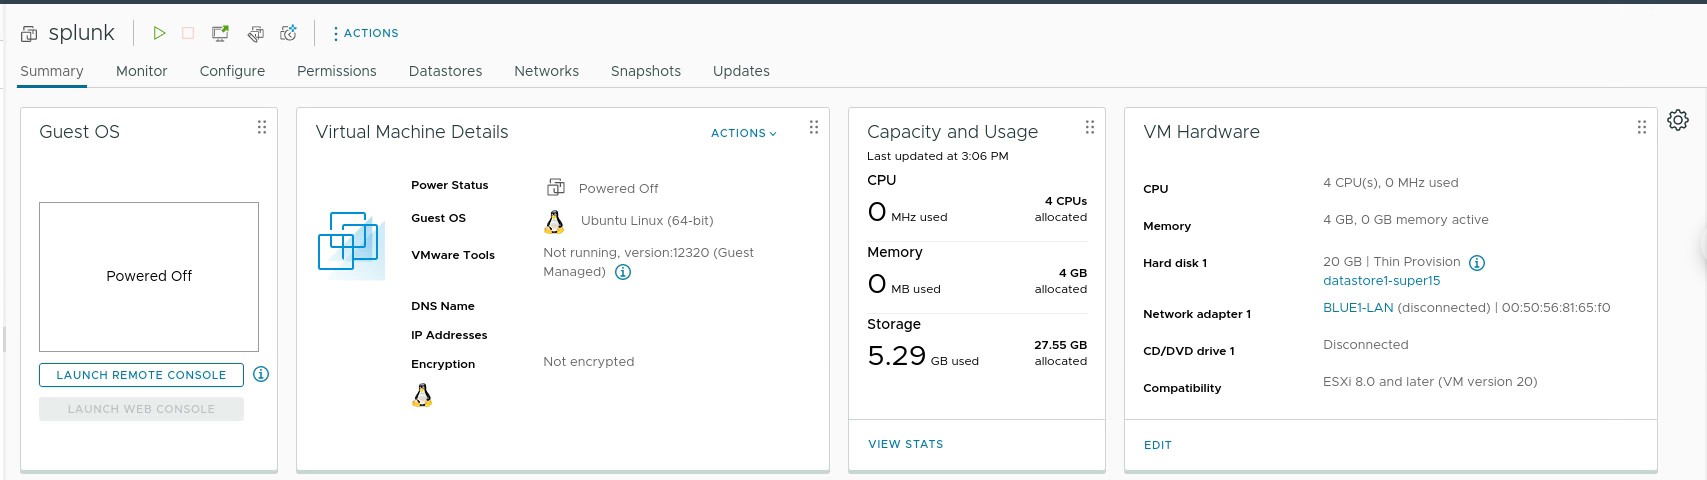 splunk
ACTIONS
Summary Monitor Configure Permissions Datastores Networks Snapshots Updates
Guest OS
Powered Off
LAUNCH REMOTE CONSOLE
LAUNCH WEB CONSOLE
Virtual Machine Details
ACTIONS
Power Status Powered Off
Guest OS Ubuntu Linux (64-bit)
VMware Tools Not running, version:12320 (Guest
Managed)
DNS Name
IP Addresses
Encryption Not encrypted
Capacity and Usage
Last updated at 3:06 PM
CPU
0 MHz used 4 CPUs
allocated
Memory
0 MB used 4 GB
allocated
Storage
5.29 GB used 27.55 GB
allocated
VIEW STATS
VM Hardware
CPU 4 CPU(s), 0 MHz used
Memory 4 GB, 0 GB memory active
Hard disk 1 20 GB | Thin Provision
datastore1-super15
Network adapter 1 BLUE1-LAN (disconnected) | 00:50:56:81:65:f0
CD/DVD drive 1 Disconnected
Compatibility ESXi 8.0 and later (VM version 20)
EDIT